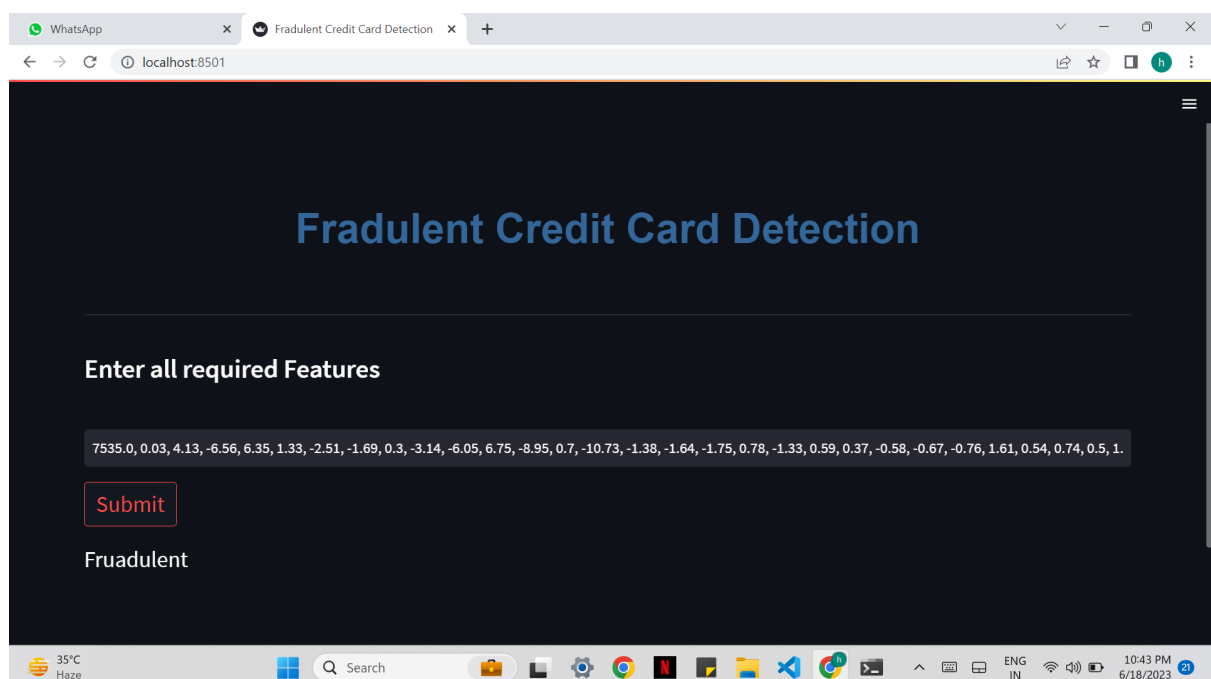 WhatsApp
Fradulent Credit Card Detection
localhost:8501
h
Fradulent Credit Card Detection
Enter all required Features
7535.0, 0.03, 4.13, -6.56, 6.35, 1.33, -2.51, -1.69, 0.3, -3.14, -6.05, 6.75, -8.95, 0.7, -10.73, -1.38, -1.64, -1.75, 0.78, -1.33, 0.59, 0.37, -0.58, -0.67, -0.76, 1.61, 0.54, 0.74, 0.5, 1.
Submit
Fruadulent
35°C
Haze
Search
N
h
ENG
IN
10:43 PM
6/18/2023
21